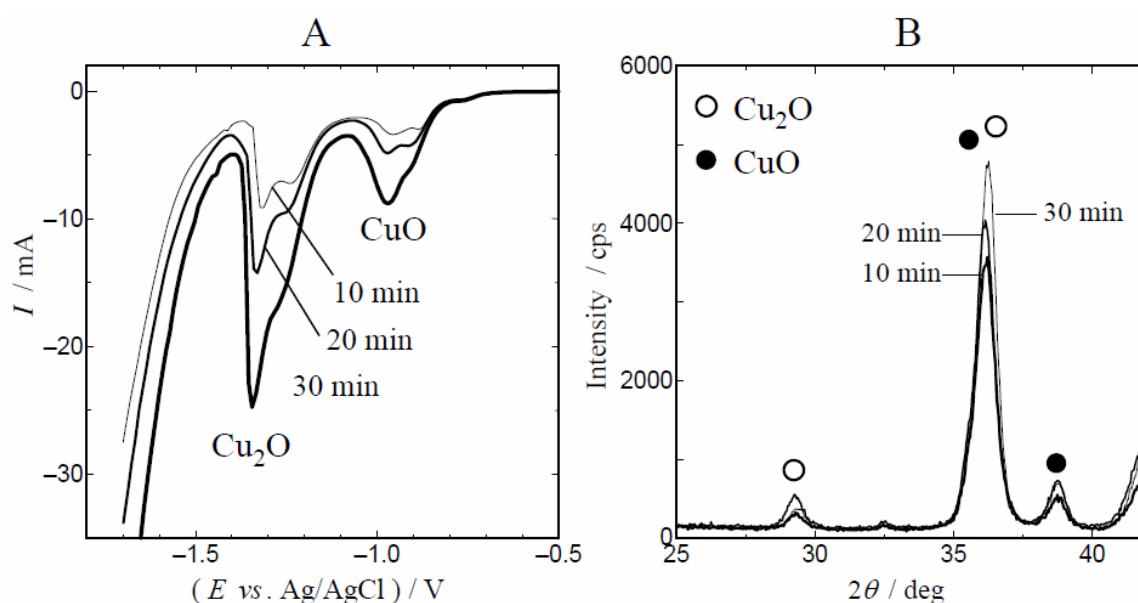 A
0
–10
–20
–30
I / mA
–1.5
–1.0
–0.5
(E vs. Ag/AgCl) / V
CuO
10 min
20 min
30 min
Cu₂O
B
6000
4000
2000
0
Intensity / cps
25
30
35
40
2θ / deg
Cu₂O
CuO
30 min
20 min
10 min